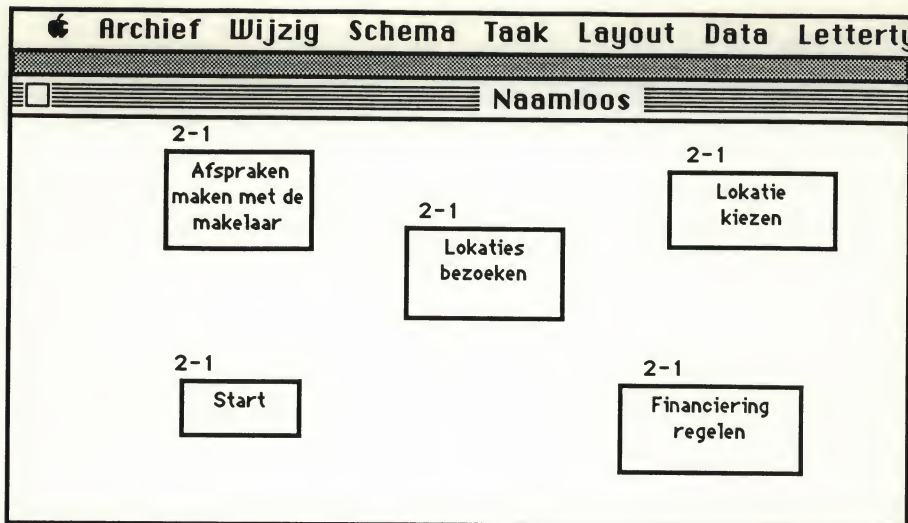 Archief Wijzig Schema Taak Layout Data Letterty
Naamloos
2-1
Afspraken
maken met de
makelaar
2-1
Lokaties
bezoeken
2-1
Lokatie
kiezen
2-1
Start
2-1
Financiering
regelen